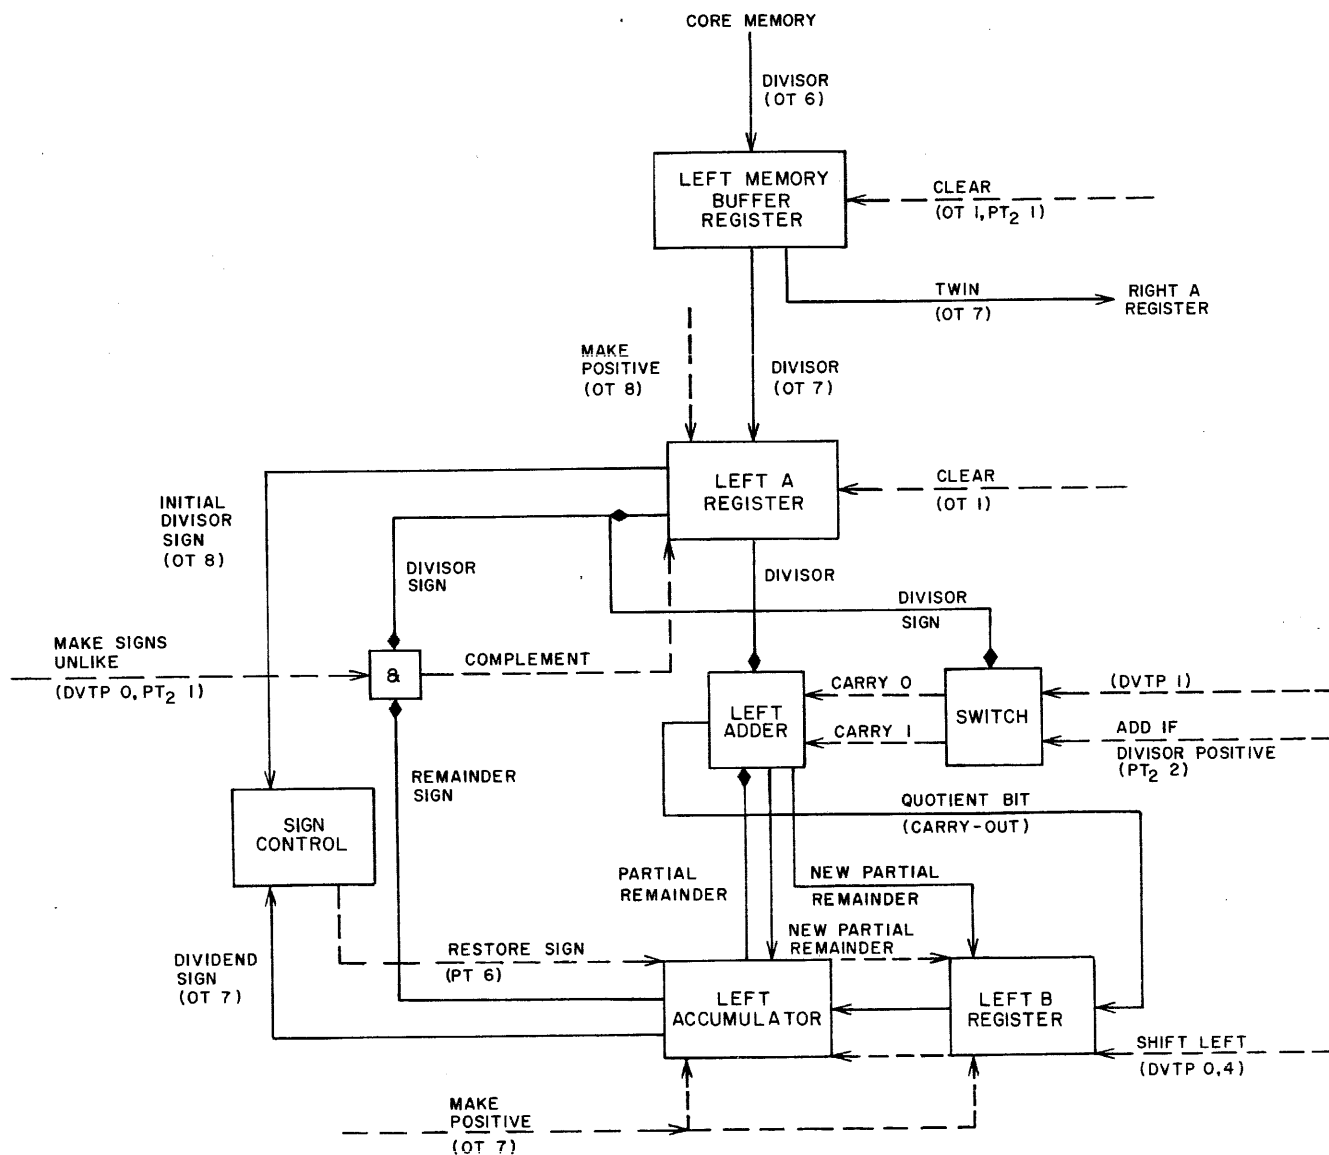 CORE MEMORY
DIVISOR
(OT 6)
LEFT MEMORY
BUFFER
REGISTER
CLEAR
(OT 1, PT2 1)
TWIN
(OT 7)
RIGHT A
REGISTER
MAKE
POSITIVE
(OT 8)
DIVISOR
(OT 7)
LEFT A
REGISTER
CLEAR
(OT 1)
INITIAL
DIVISOR
SIGN
(OT 8)
DIVISOR
SIGN
DIVISOR
DIVISOR
SIGN
MAKE SIGNS
UNLIKE
(DVTP 0, PT2 1)
a
COMPLEMENT
LEFT
ADDER
CARRY 0
CARRY 1
SWITCH
(DVTP 1)
ADD IF
DIVISOR POSITIVE
(PT2 2)
REMAINDER
SIGN
QUOTIENT BIT
(CARRY-OUT)
SIGN
CONTROL
PARTIAL
REMAINDER
NEW PARTIAL
REMAINDER
NEW PARTIAL
REMAINDER
RESTORE SIGN
(PT 6)
DIVIDEND
SIGN
(OT 7)
LEFT
ACCUMULATOR
LEFT B
REGISTER
SHIFT LEFT
(DVTP 0,4)
MAKE
POSITIVE
(OT 7)